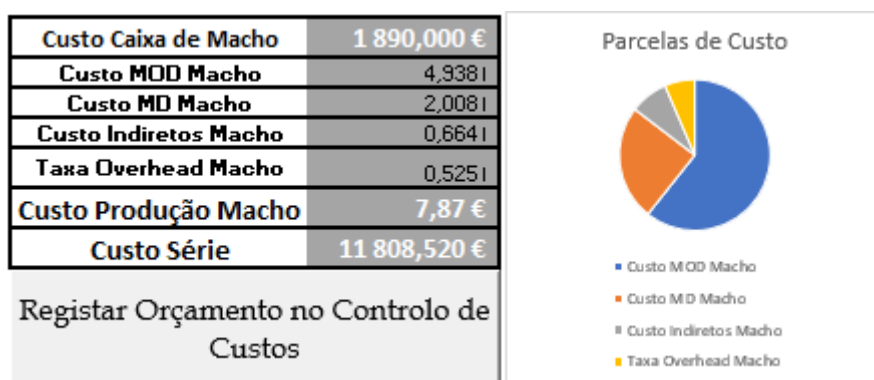 Custo Caixa de Macho 1 890,000 €
Custo MOD Macho 4,938
Custo MD Macho 2,008
Custo Indiretos Macho 0,664
Taxa Overhead Macho 0,525
Custo Produção Macho 7,87 €
Custo Série 11 808,520 €
Registar Orçamento no Controlo de
Custos
Parcelas de Custo
Custo MOD Macho
Custo MD Macho
Custo Indiretos Macho
Taxa Overhead Macho